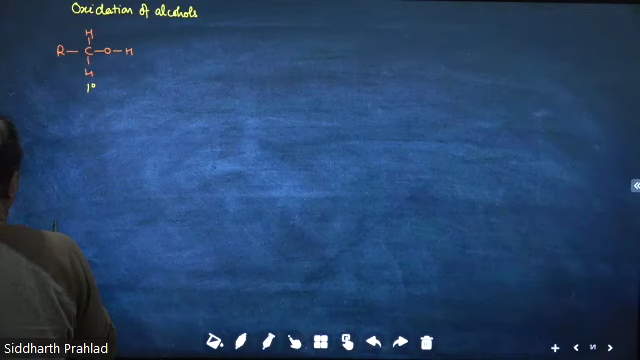 Oxidation of alcohols
H
R — C — O — H
H
1°
Siddharth Prahlad